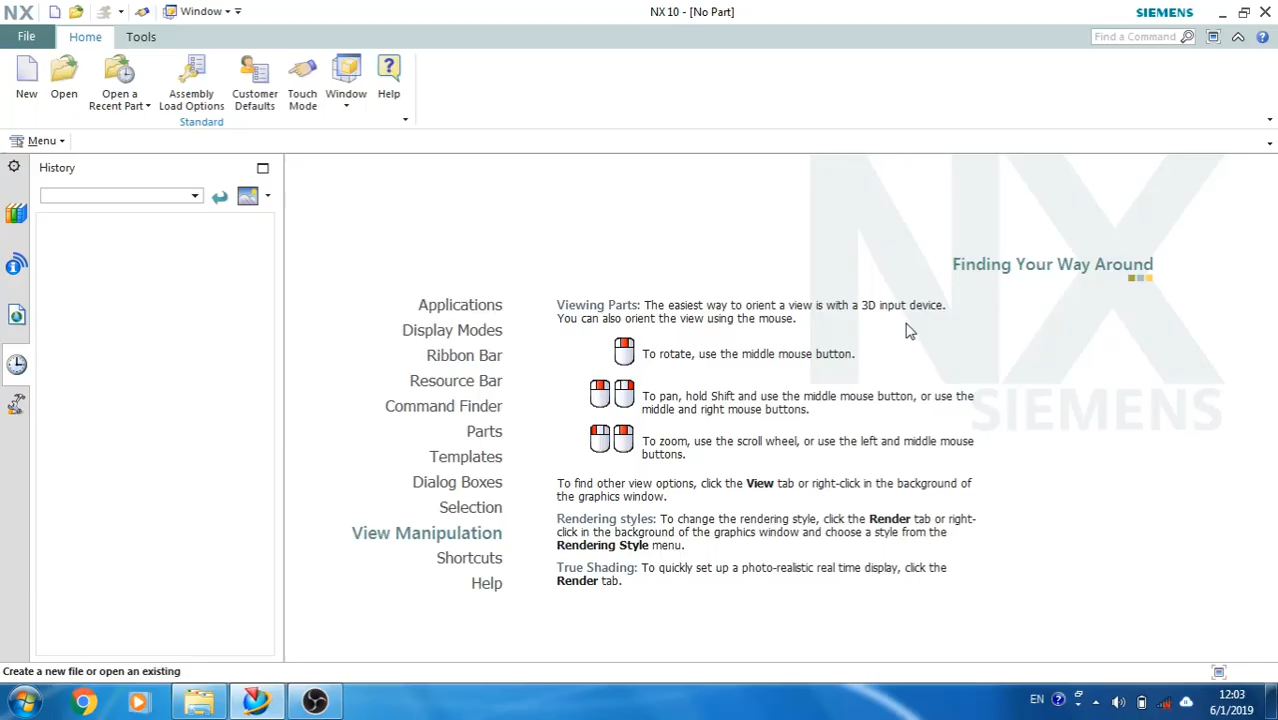 NX Window NX 10 - [No Part] SIEMENS
File Home Tools Find a Command
New Open Open a Recent Part Assembly Load Options Customer Defaults Touch Mode Window Help
Standard
Menu
History
NX
SIEMENS
Finding Your Way Around
Applications
Display Modes
Ribbon Bar
Resource Bar
Command Finder
Parts
Templates
Dialog Boxes
Selection
View Manipulation
Shortcuts
Help
Viewing Parts: The easiest way to orient a view is with a 3D input device.
You can also orient the view using the mouse.
To rotate, use the middle mouse button.
To pan, hold Shift and use the middle mouse button, or use the
middle and right mouse buttons.
To zoom, use the scroll wheel, or use the left and middle mouse
buttons.
To find other view options, click the View tab or right-click in the background of
the graphics window.
Rendering styles: To change the rendering style, click the Render tab or right-
click in the background of the graphics window and choose a style from the
Rendering Style menu.
True Shading: To quickly set up a photo-realistic real time display, click the
Render tab.
Create a new file or open an existing
EN 12:03
6/1/2019